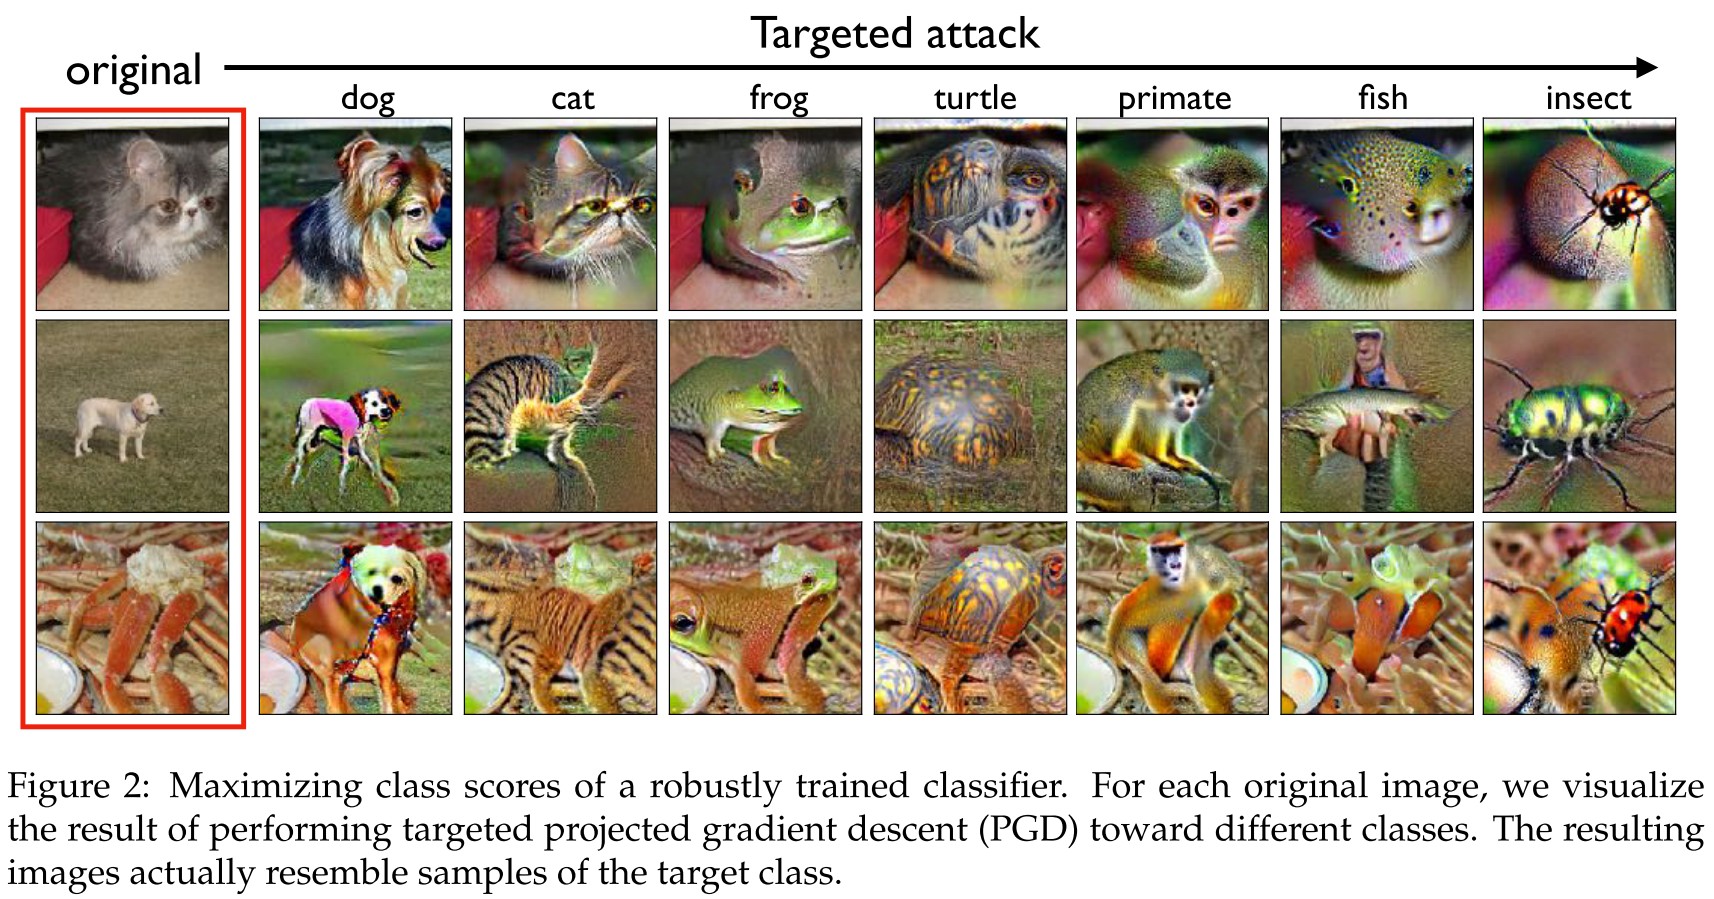 Targeted attack
original
dog cat frog turtle primate fish insect
Figure 2: Maximizing class scores of a robustly trained classifier. For each original image, we visualize
the result of performing targeted projected gradient descent (PGD) toward different classes. The resulting
images actually resemble samples of the target class.